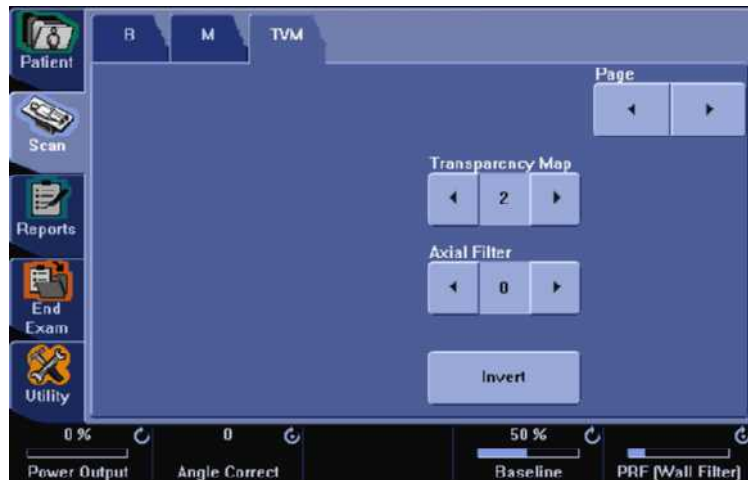 B M TVM
Patient
Page
Scan
Transparency Map
2
Reports
Axial Filter
0
End
Exam
Invert
Utility
0 % 0 50 %
Power Output Angle Correct Baseline PRF (Wall Filter)